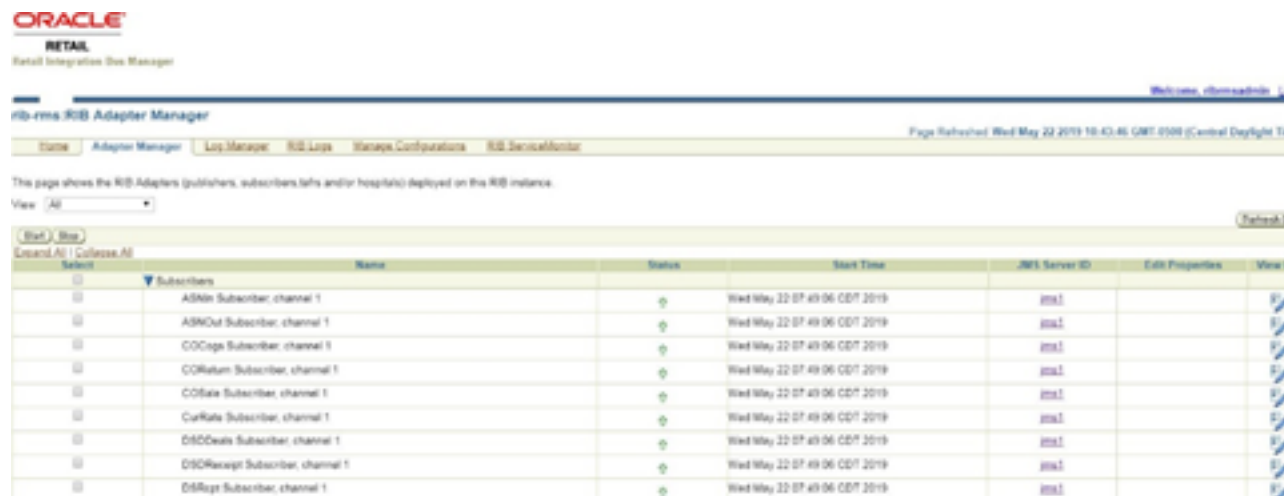 ORACLE
RETAIL
Retail Integration Bus Manager
Welcome, ribrmsadmin
rib-rms:RIB Adapter Manager
Page Refreshed Wed May 22 2019 10:43:46 GMT-0500 (Central Daylight Ti
Home Adapter Manager Log Manager RIB Logs Manage Configurations RIB ServiceMonitor
This page shows the RIB Adapters (publishers, subscribers,tafrs and/or hospitals) deployed on this RIB instance.
View All
Refresh
Start Stop
Expand All | Collapse All
Select Name Status Start Time JMS Server ID Edit Properties View
Subscribers
ASNIn Subscriber, channel 1 Wed May 22 07:49:06 CDT 2019 jms1
ASNOut Subscriber, channel 1 Wed May 22 07:49:06 CDT 2019 jms1
COCogs Subscriber, channel 1 Wed May 22 07:49:06 CDT 2019 jms1
COReturn Subscriber, channel 1 Wed May 22 07:49:06 CDT 2019 jms1
COSale Subscriber, channel 1 Wed May 22 07:49:06 CDT 2019 jms1
CurRate Subscriber, channel 1 Wed May 22 07:49:06 CDT 2019 jms1
DSDDeals Subscriber, channel 1 Wed May 22 07:49:06 CDT 2019 jms1
DSDReceipt Subscriber, channel 1 Wed May 22 07:49:06 CDT 2019 jms1
DSRcpt Subscriber, channel 1 Wed May 22 07:49:06 CDT 2019 jms1